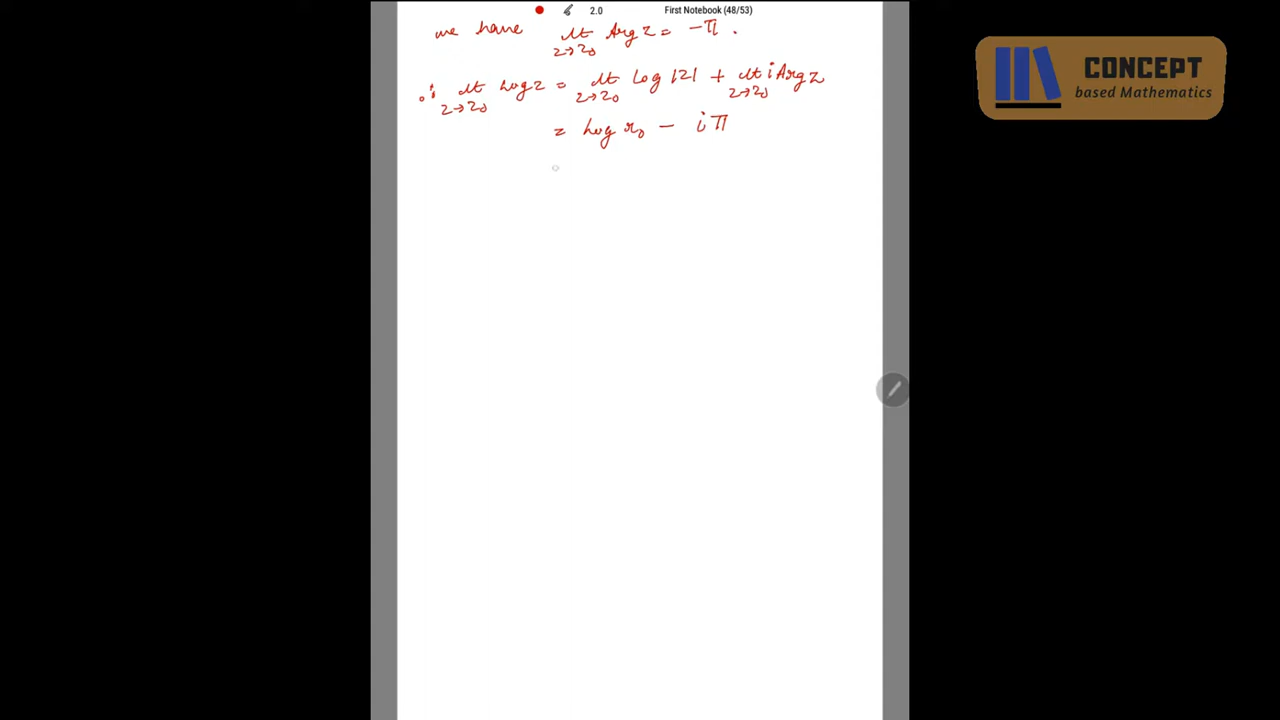 2.0 First Notebook (48/53)
we have lt z→z₀ Arg z = -π .
∴ lt z→z₀ Log z = lt z→z₀ Log |z| + lt z→z₀ i Arg z
= Log r₀ - iπ
CONCEPT
based Mathematics